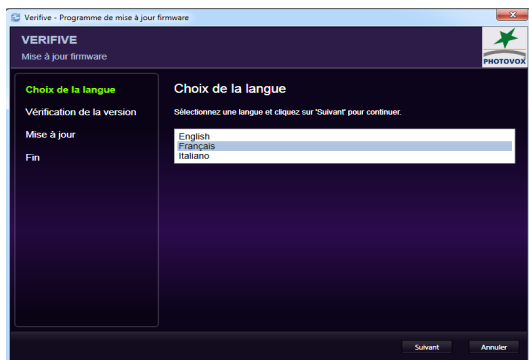 Verifive - Programme de mise à jour firmware
VERIFIVE
Mise à jour firmware
PHOTOVOX
Choix de la langue
Vérification de la version
Mise à jour
Fin
Choix de la langue
Sélectionnez une langue et cliquez sur 'Suivant' pour continuer.
English
Français
Italiano
Suivant
Annuler